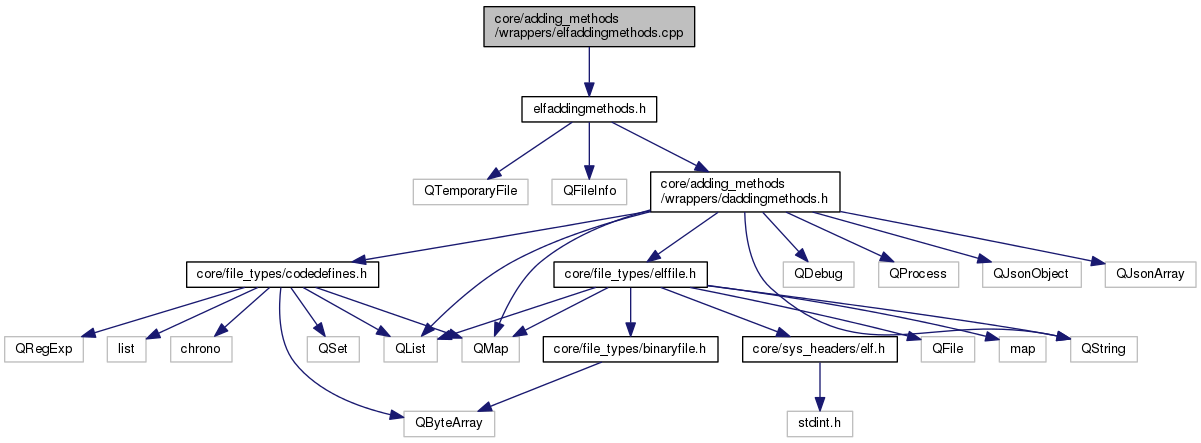 core/adding_methods
/wrappers/elfaddingmethods.cpp
elfaddingmethods.h
QTemporaryFile
QFileInfo
core/adding_methods
/wrappers/daddingmethods.h
core/file_types/codedefines.h
core/file_types/elffile.h
QDebug
QProcess
QJsonObject
QJsonArray
QRegExp
list
chrono
QSet
QList
QMap
core/file_types/binaryfile.h
core/sys_headers/elf.h
QFile
map
QString
QByteArray
stdint.h